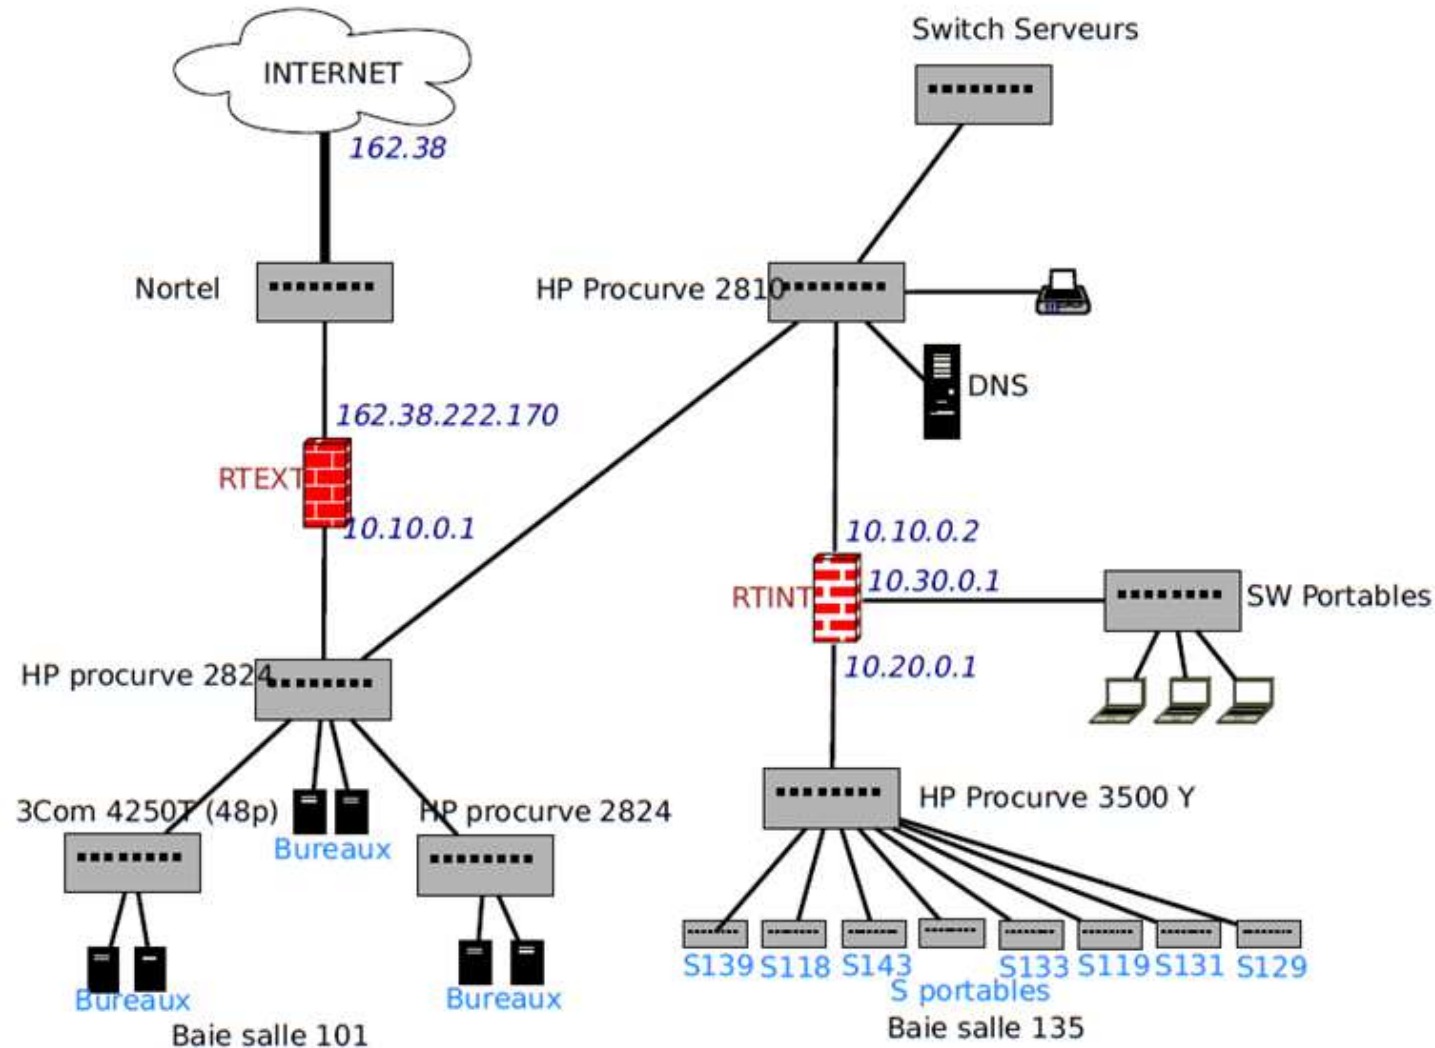 Switch Serveurs
INTERNET
162.38
Nortel
HP Procurve 2810
DNS
162.38.222.170
RTEXT
10.10.0.1
10.10.0.2
10.30.0.1
RTINT
SW Portables
10.20.0.1
HP procurve 2824
HP Procurve 3500 Y
3Com 4250T (48p)
HP procurve 2824
Bureaux
S139 S118 S143 S133 S119 S131 S129
S portables
Bureaux
Bureaux
Baie salle 101
Baie salle 135